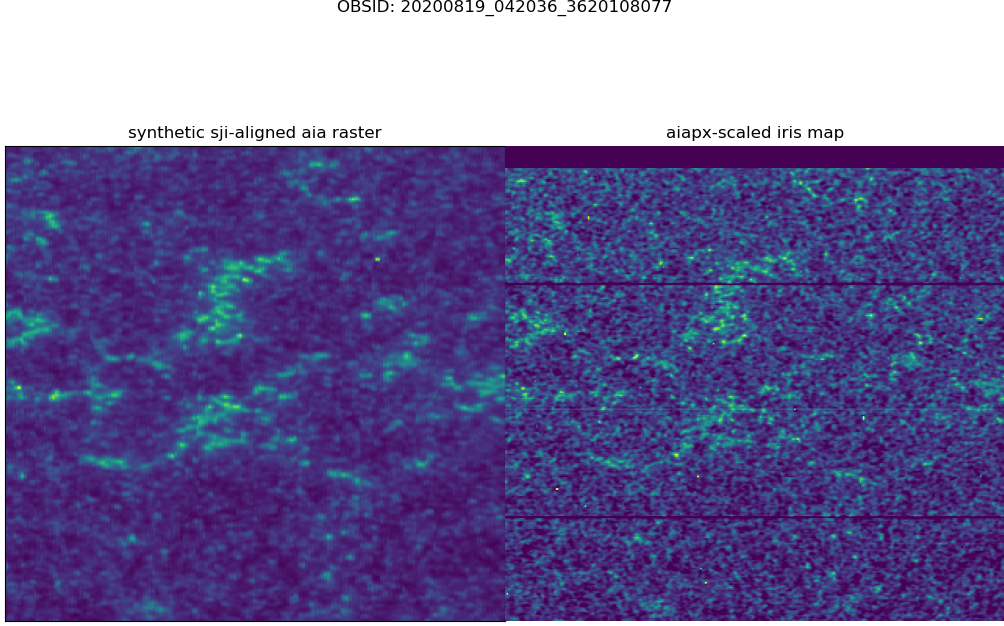 OBSID: 20200819_042036_3620108077
synthetic sji-aligned aia raster
aiapx-scaled iris map